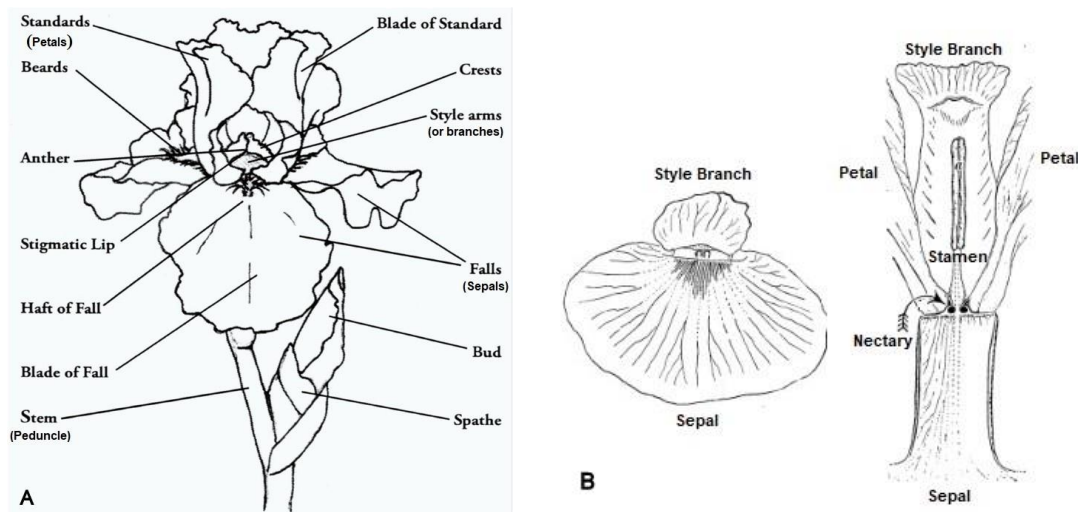 Standards
(Petals)
Beards
Anther
Stigmatic Lip
Haft of Fall
Blade of Fall
Stem
(Peduncle)
Blade of Standard
Crests
Style arms
(or branches)
Falls
(Sepals)
Bud
Spathe
A
Style Branch
Sepal
B
Style Branch
Petal
Petal
Stamen
Nectary
Sepal